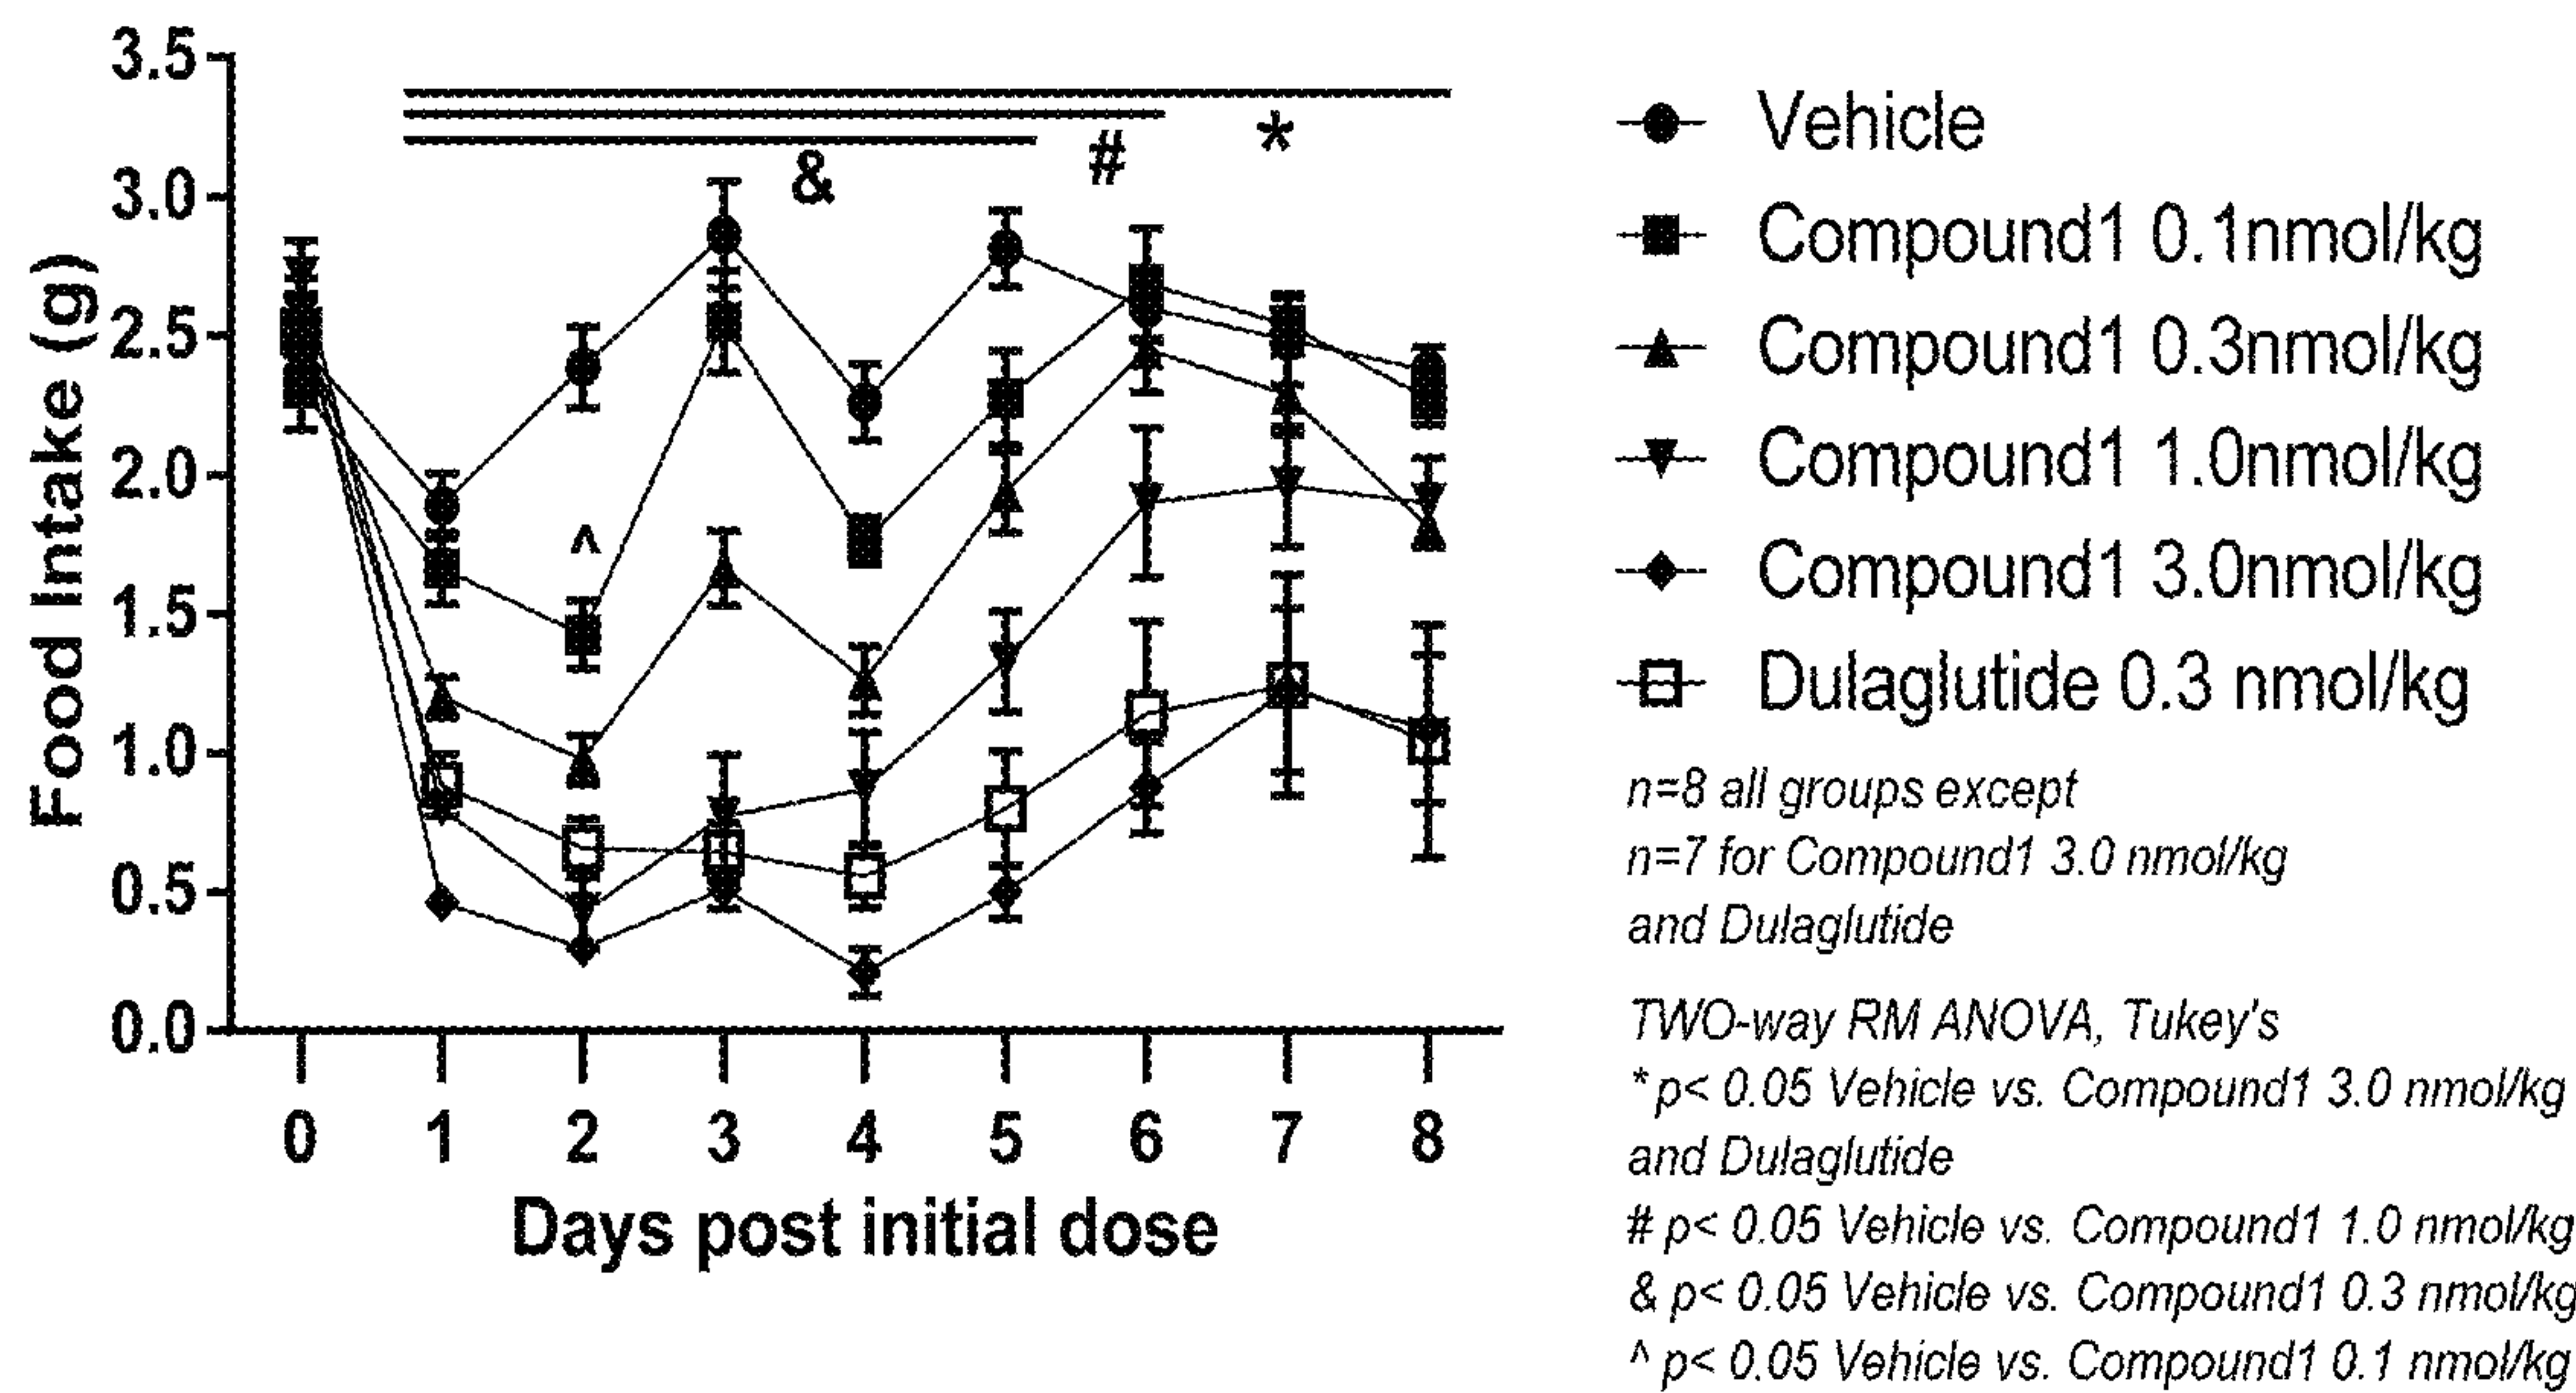 3.5
3.0
2.5
2.0
1.5
1.0
0.5
0.0
Food Intake (g)
&
#
*
^
0 1 2 3 4 5 6 7 8
Days post initial dose
Vehicle
Compound1 0.1nmol/kg
Compound1 0.3nmol/kg
Compound1 1.0nmol/kg
Compound1 3.0nmol/kg
Dulaglutide 0.3 nmol/kg
n=8 all groups except
n=7 for Compound1 3.0 nmol/kg
and Dulaglutide
TWO-way RM ANOVA, Tukey's
* p< 0.05 Vehicle vs. Compound1 3.0 nmol/kg
and Dulaglutide
# p< 0.05 Vehicle vs. Compound1 1.0 nmol/kg
& p< 0.05 Vehicle vs. Compound1 0.3 nmol/kg
^ p< 0.05 Vehicle vs. Compound1 0.1 nmol/kg